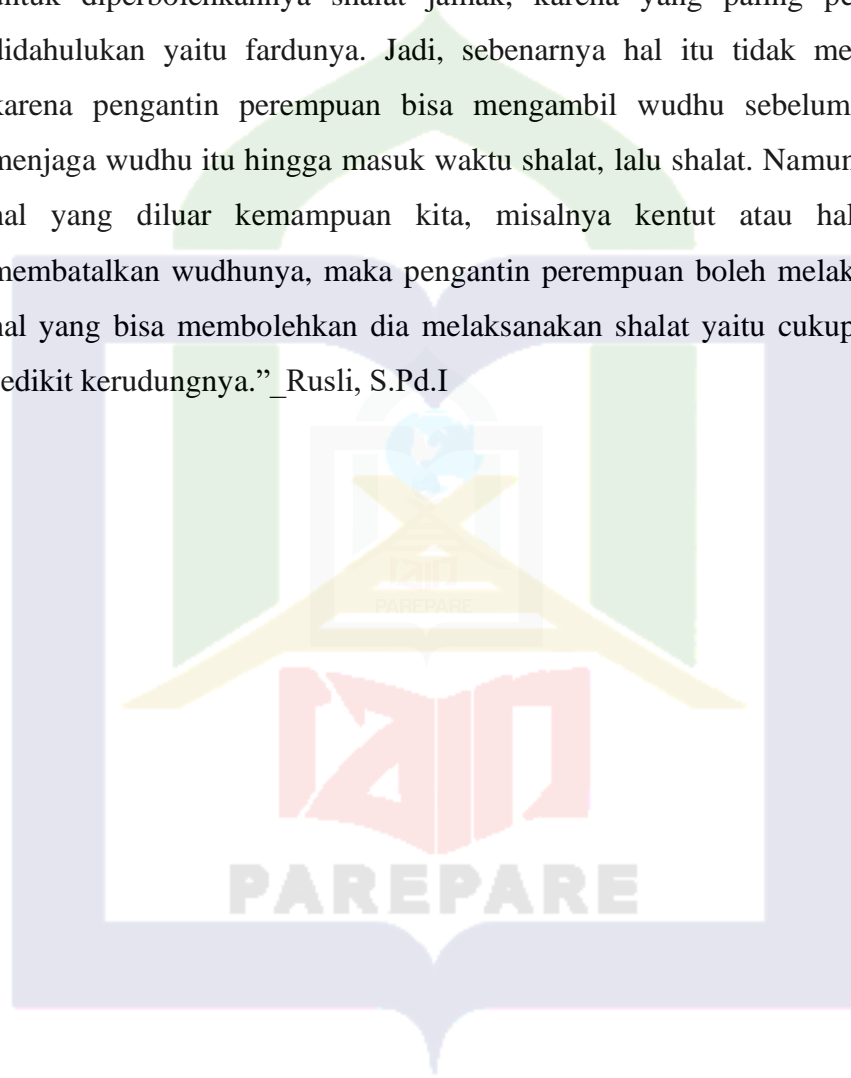 untuk diperbolehkannya shalat jamak, karena yang paling
didahulukan yaitu fardunya. Jadi, sebenarnya hal itu tidak
karena pengantin perempuan bisa mengambil wudhu sebelum
menjaga wudhu itu hingga masuk waktu shalat, lalu shalat. Namun
hal yang diluar kemampuan kita, misalnya kentut atau hal
membatalkan wudhunya, maka pengantin perempuan boleh
hal yang bisa membolehkan dia melaksanakan shalat yaitu cukup
sedikit kerudungnya.”_Rusli, S.Pd.I
PAREPARE
PAREPARE